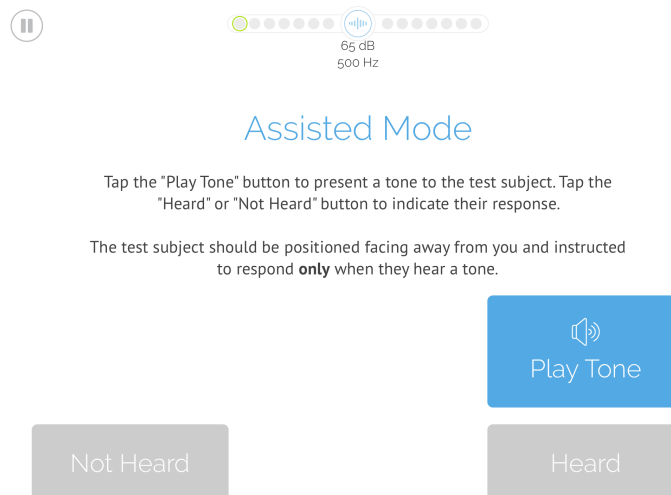 65 dB
500 Hz
Assisted Mode
Tap the "Play Tone" button to present a tone to the test subject. Tap the
"Heard" or "Not Heard" button to indicate their response.
The test subject should be positioned facing away from you and instructed
to respond only when they hear a tone.
Play Tone
Not Heard
Heard